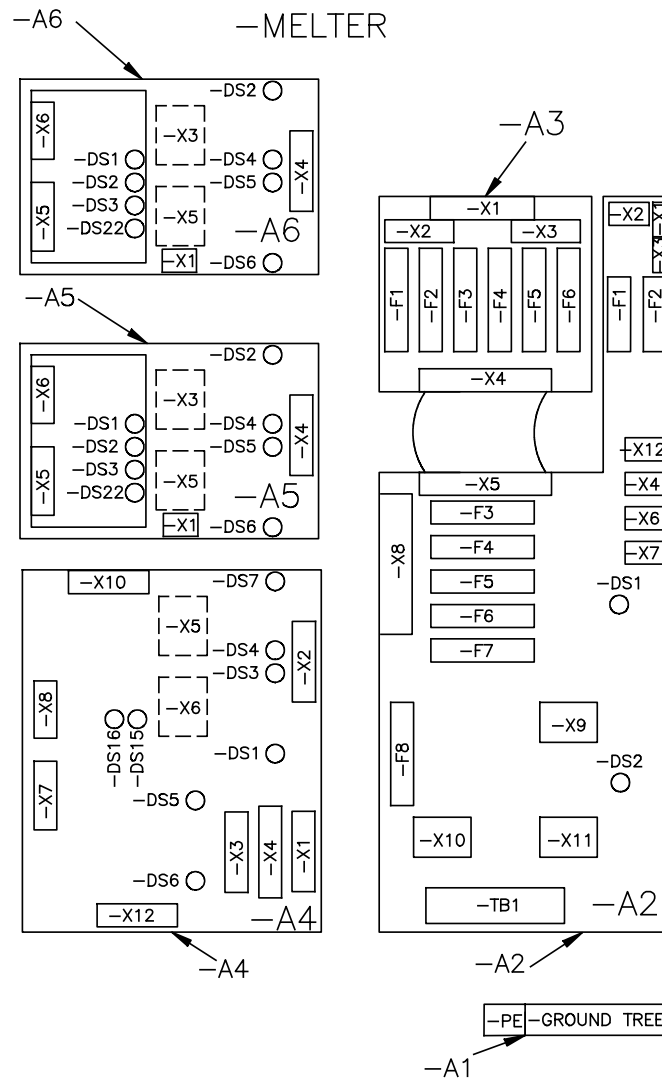 -MELTER
-A6
-DS2
-X6
-X3
-X4
-DS1
-DS4
-DS2
-DS5
-DS3
-X5
-X5
-DS22
-A6
-X1
-DS6
-A5
-DS2
-X6
-X3
-X4
-DS1
-DS4
-DS2
-DS5
-DS3
-X5
-X5
-DS22
-A5
-X1
-DS6
-X10
-DS7
-X5
-X2
-DS4
-DS3
-X8
-X6
-DS16
-DS15
-DS1
-X7
-DS5
-X3
-X4
-X1
-DS6
-X12
-A4
-A4
-A3
-X1
-X2
-X3
-F1
-F2
-F3
-F4
-F5
-F6
-X4
-X2
-X1
-F1
-F2
-X12
-X4
-X6
-X7
-X5
-X8
-F3
-F4
-F5
-F6
-F7
-DS1
-F8
-X9
-DS2
-X10
-X11
-TB1
-A2
-A2
-PE
-GROUND TREE
-A1